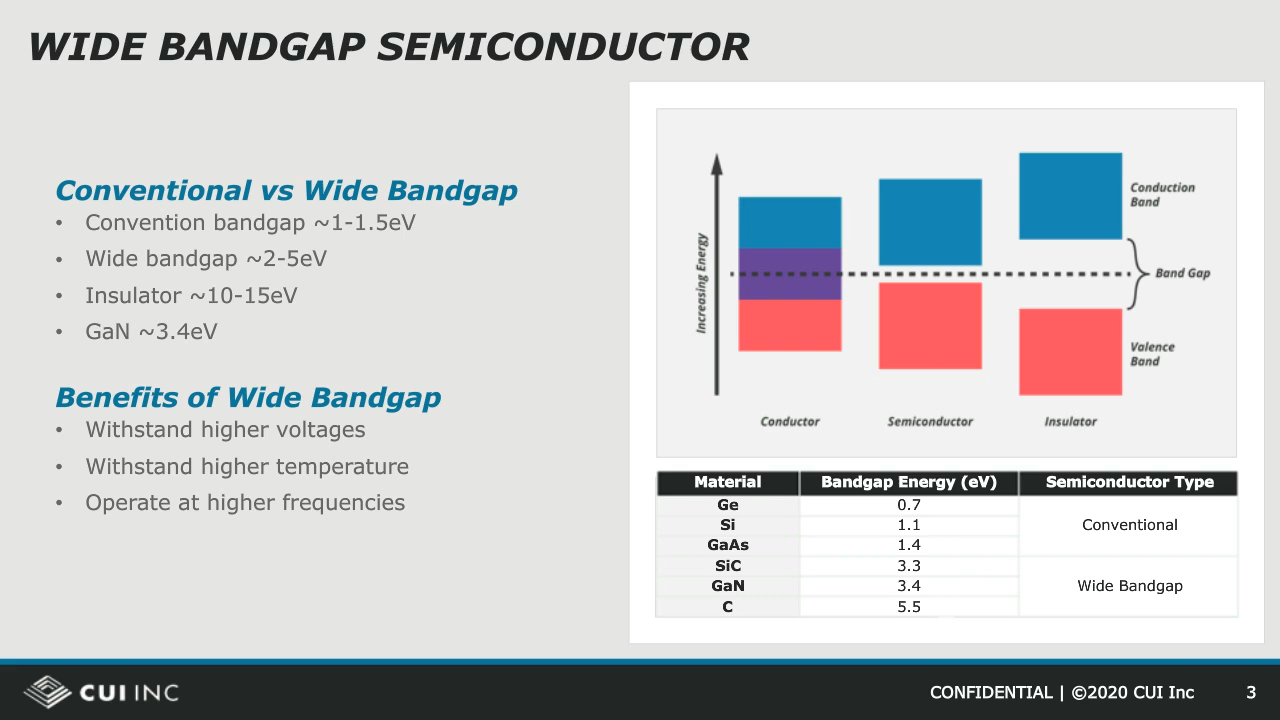 WIDE BANDGAP SEMICONDUCTOR
Conventional vs Wide Bandgap
• Convention bandgap ~1-1.5eV
• Wide bandgap ~2-5eV
• Insulator ~10-15eV
• GaN ~3.4eV
Benefits of Wide Bandgap
• Withstand higher voltages
• Withstand higher temperature
• Operate at higher frequencies
Increasing Energy
Conduction
Band
Band Gap
Valence
Band
Conductor Semiconductor Insulator
Material Bandgap Energy (eV) Semiconductor Type
Ge 0.7
Si 1.1 Conventional
GaAs 1.4
SiC 3.3
GaN 3.4 Wide Bandgap
C 5.5
CUI INC
CONFIDENTIAL | ©2020 CUI Inc 3